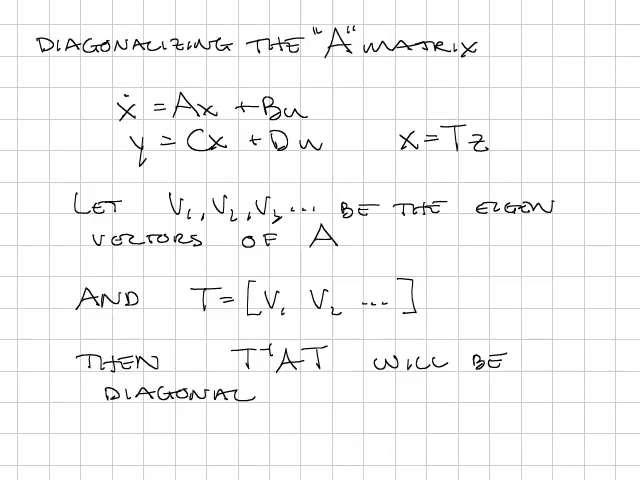 DIAGONALIZING THE "A" MATRIX
ẋ = Ax + Bu
y = Cx + Du x = Tz
LET V₁, V₂, V₃ ... BE THE EIGEN
VECTORS OF A
AND T = [V₁ V₂ ...]
THEN T⁻¹AT WILL BE
DIAGONAL